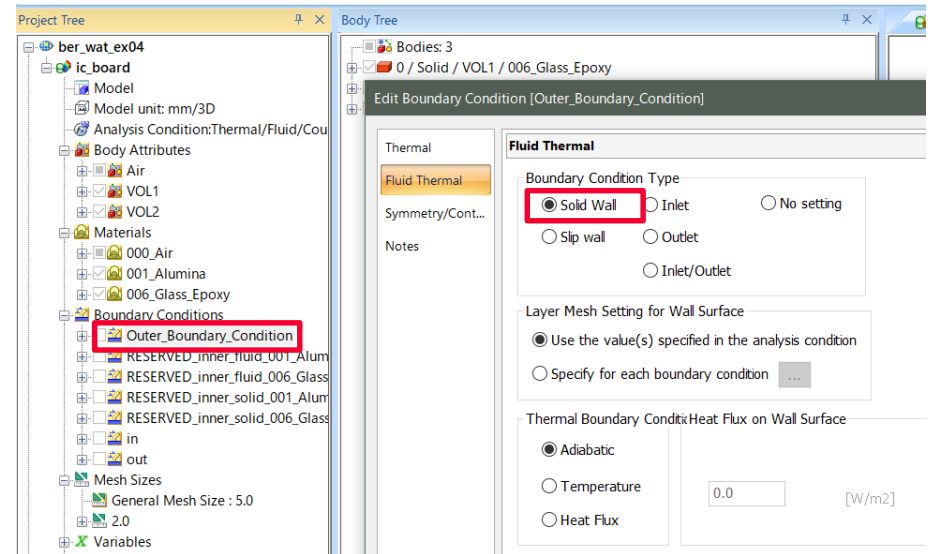 Project Tree
ber_wat_ex04
ic_board
Model
Model unit: mm/3D
Analysis Condition:Thermal/Fluid/Cou
Body Attributes
Air
VOL1
VOL2
Materials
000_Air
001_Alumina
006_Glass_Epoxy
Boundary Conditions
Outer_Boundary_Condition
RESERVED_inner_fluid_001_Alum
RESERVED_inner_fluid_006_Glass
RESERVED_inner_solid_001_Alum
RESERVED_inner_solid_006_Glass
in
out
Mesh Sizes
General Mesh Size : 5.0
2.0
Variables
Body Tree
Bodies: 3
0 / Solid / VOL1 / 006_Glass_Epoxy
Edit Boundary Condition [Outer_Boundary_Condition]
Thermal
Fluid Thermal
Symmetry/Cont...
Notes
Fluid Thermal
Boundary Condition Type
Solid Wall Inlet No setting
Slip wall Outlet
Inlet/Outlet
Layer Mesh Setting for Wall Surface
Use the value(s) specified in the analysis condition
Specify for each boundary condition ...
Thermal Boundary Conditic Heat Flux on Wall Surface
Adiabatic
Temperature 0.0 [W/m2]
Heat Flux